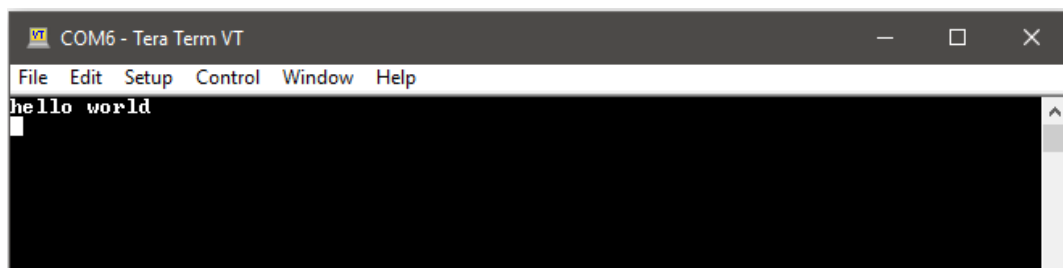 COM6 - Tera Term VT
File Edit Setup Control Window Help
hello world